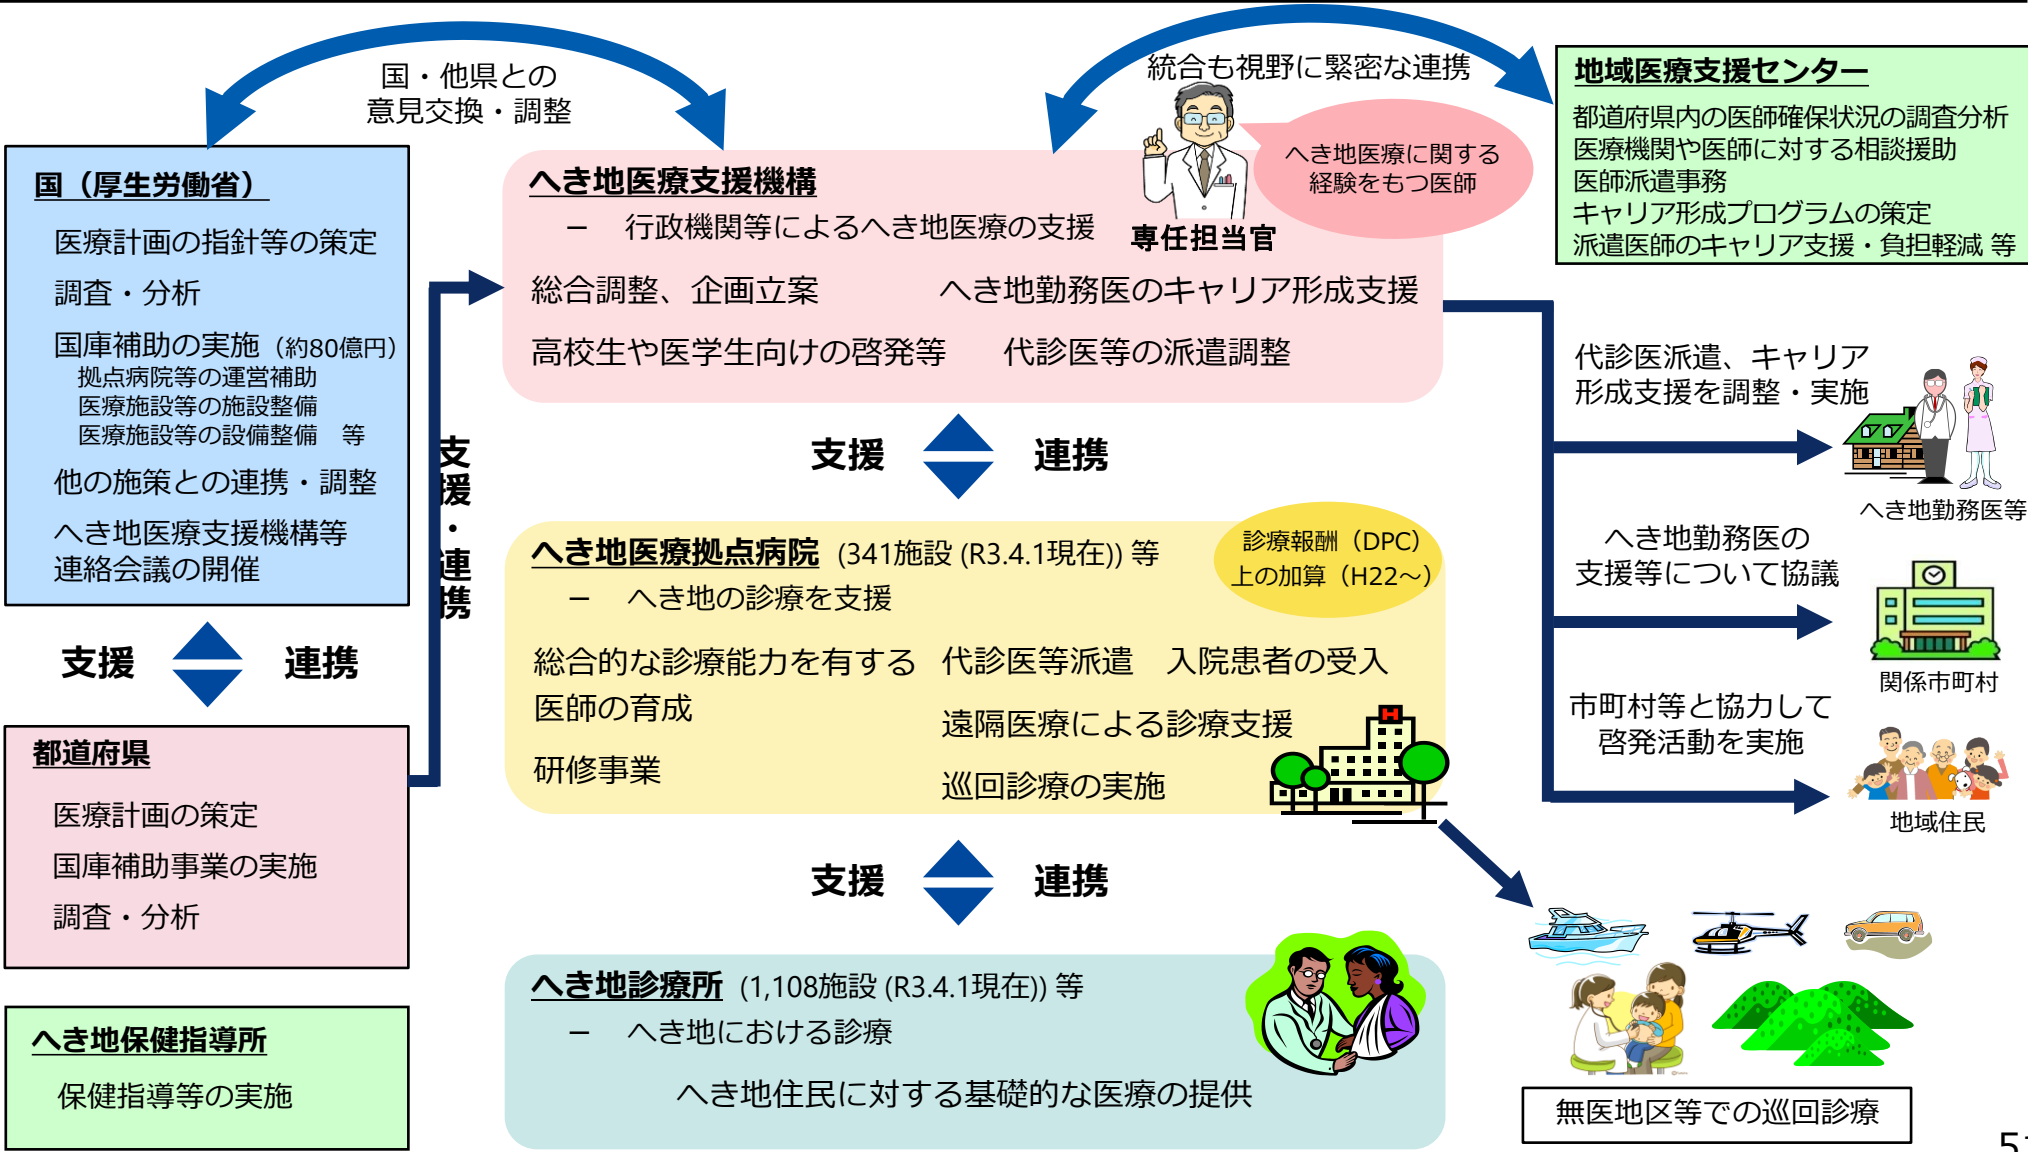 国・他県との
意見交換・調整
統合も視野に緊密な連携
国（厚生労働省）
医療計画の指針等の策定
調査・分析
国庫補助の実施（約80億円）
拠点病院等の運営補助
医療施設等の施設整備
医療施設等の設備整備　等
他の施策との連携・調整
へき地医療支援機構等
連絡会議の開催
支援
連携
都道府県
医療計画の策定
国庫補助事業の実施
調査・分析
へき地保健指導所
保健指導等の実施
支援・連携
へき地医療支援機構
－　行政機関等によるへき地医療の支援
専任担当官
へき地医療に関する
経験をもつ医師
総合調整、企画立案
へき地勤務医のキャリア形成支援
高校生や医学生向けの啓発等
代診医等の派遣調整
支援
連携
へき地医療拠点病院 (341施設 (R3.4.1現在)) 等
－　へき地の診療を支援
診療報酬（DPC）
上の加算（H22～）
総合的な診療能力を有する
医師の育成
研修事業
代診医等派遣　入院患者の受入
遠隔医療による診療支援
巡回診療の実施
H
支援
連携
へき地診療所 (1,108施設 (R3.4.1現在)) 等
－　へき地における診療
へき地住民に対する基礎的な医療の提供
地域医療支援センター
都道府県内の医師確保状況の調査分析
医療機関や医師に対する相談援助
医師派遣事務
キャリア形成プログラムの策定
派遣医師のキャリア支援・負担軽減 等
代診医派遣、キャリア
形成支援を調整・実施
へき地勤務医等
へき地勤務医の
支援等について協議
関係市町村
市町村等と協力して
啓発活動を実施
地域住民
無医地区等での巡回診療